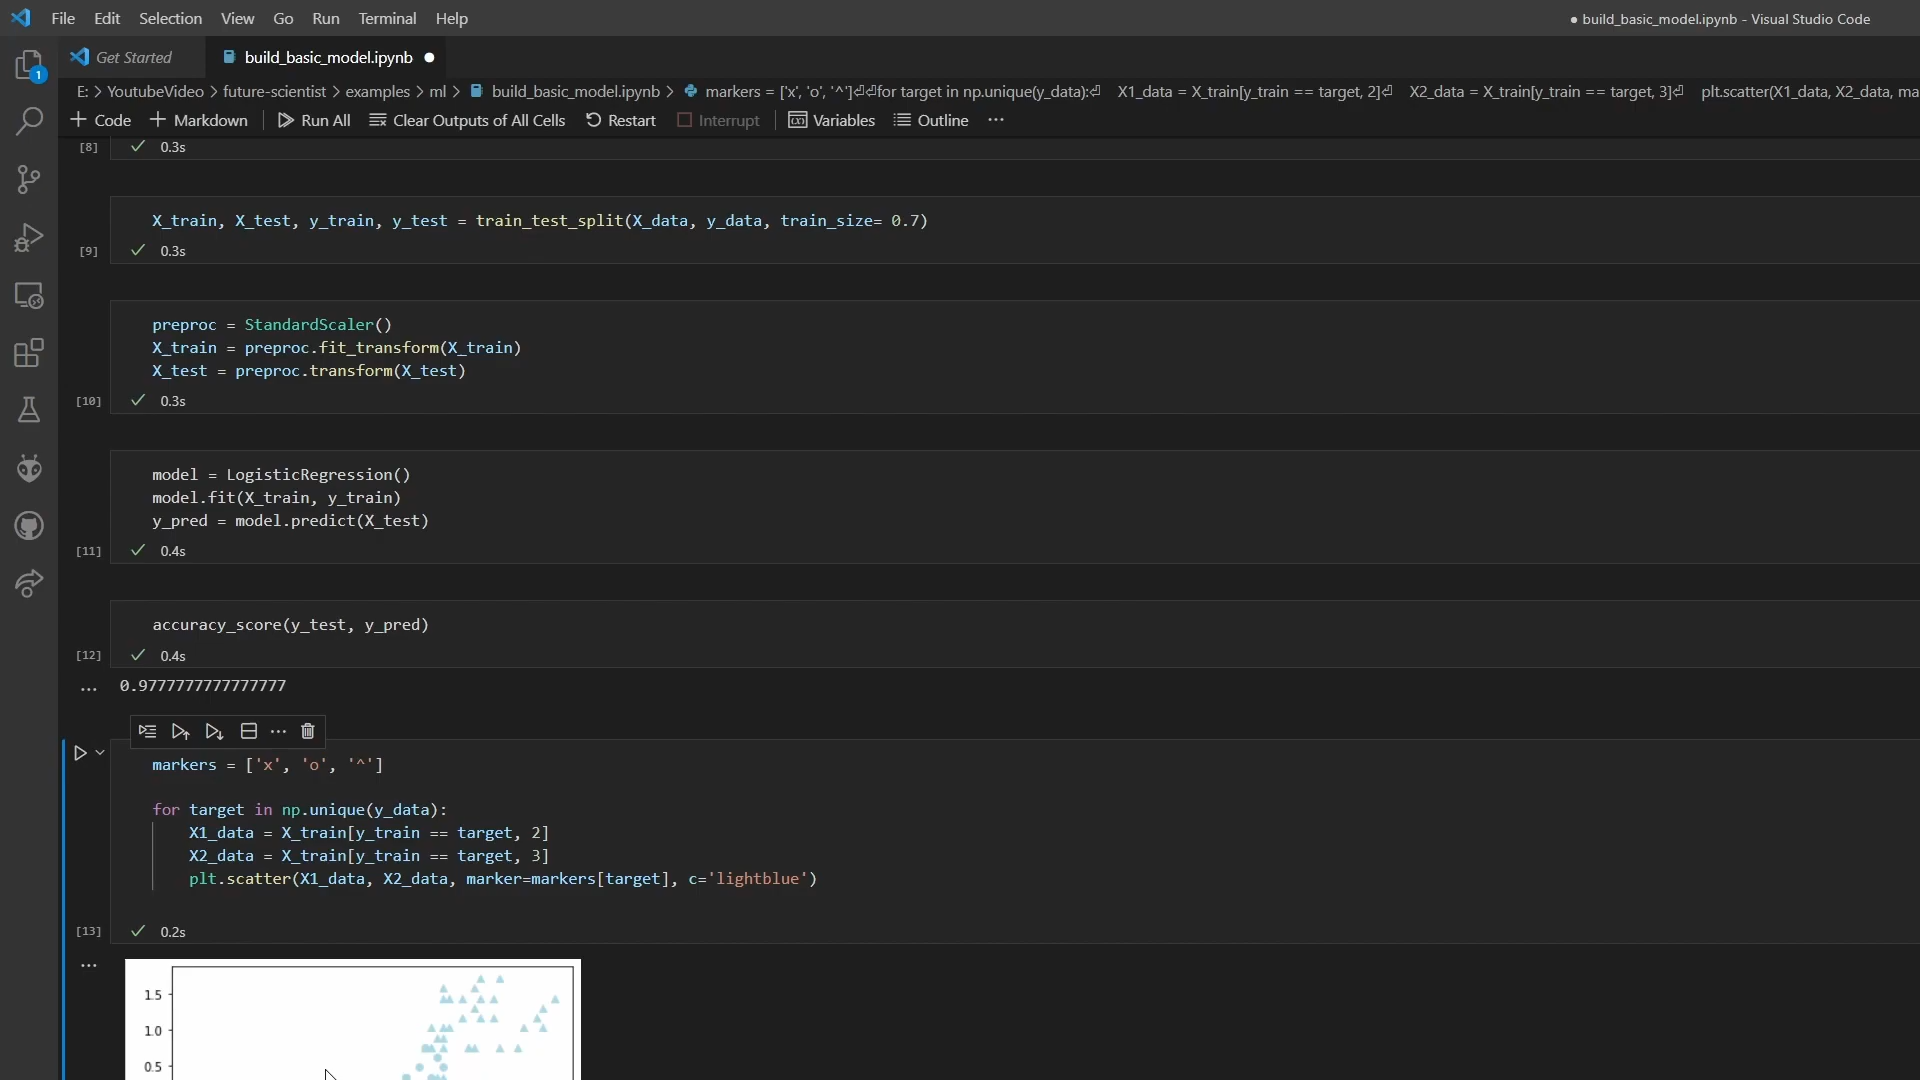 File Edit Selection View Go Run Terminal Help ● build_basic_model.ipynb - Visual Studio Code
Get Started build_basic_model.ipynb ●
E: > YoutubeVideo > future-scientist > examples > ml > build_basic_model.ipynb > markers = ['x', 'o', '^']⏎⏎for target in np.unique(y_data):⏎ X1_data = X_train[y_train == target, 2]⏎ X2_data = X_train[y_train == target, 3]⏎ plt.scatter(X1_data, X2_data, ma
+ Code + Markdown Run All Clear Outputs of All Cells Restart Interrupt Variables Outline ...
1
[8] ✓ 0.3s
X_train, X_test, y_train, y_test = train_test_split(X_data, y_data, train_size= 0.7)
[9] ✓ 0.3s
preproc = StandardScaler()
X_train = preproc.fit_transform(X_train)
X_test = preproc.transform(X_test)
[10] ✓ 0.3s
model = LogisticRegression()
model.fit(X_train, y_train)
y_pred = model.predict(X_test)
[11] ✓ 0.4s
accuracy_score(y_test, y_pred)
[12] ✓ 0.4s
... 0.9777777777777777
markers = ['x', 'o', '^']
for target in np.unique(y_data):
X1_data = X_train[y_train == target, 2]
X2_data = X_train[y_train == target, 3]
plt.scatter(X1_data, X2_data, marker=markers[target], c='lightblue')
[13] ✓ 0.2s
...
1.5
1.0
0.5